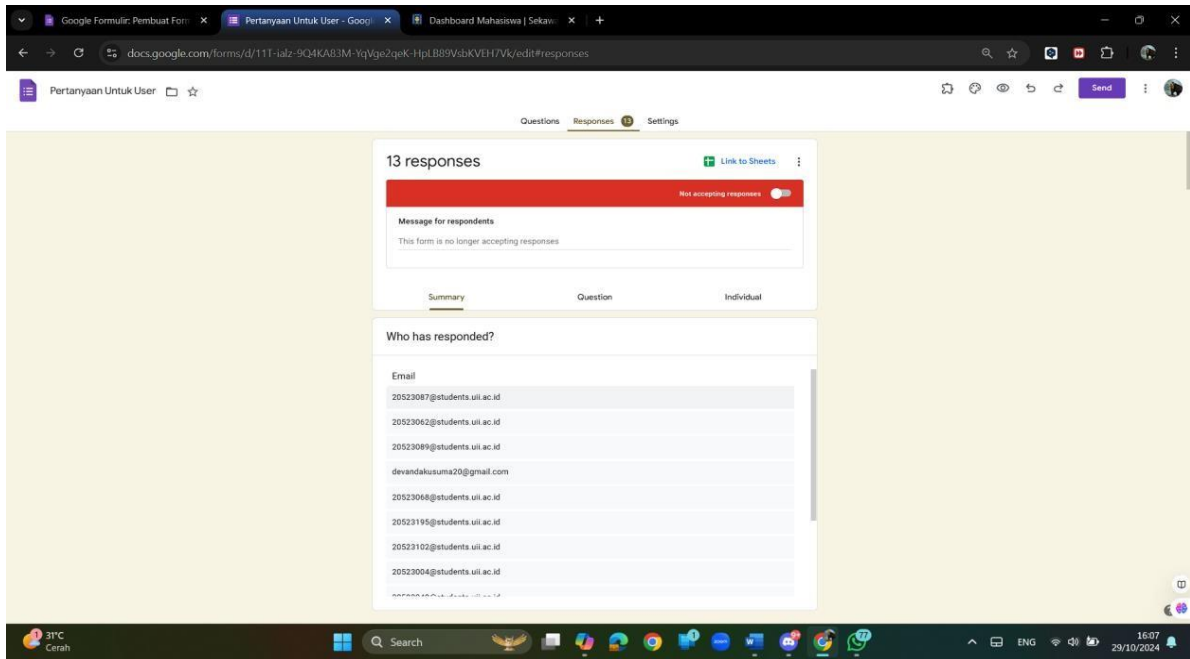 Google Formulir: Pembuat Form
Pertanyaan Untuk User - Googl
Dashboard Mahasiswa | Sekaw
docs.google.com/forms/d/11T-ialz-9Q4KA83M-YqVge2qeK-HpLB89VsbKVEH7Vk/edit#responses
Pertanyaan Untuk User
Send
Questions Responses 13 Settings
13 responses
Link to Sheets
Not accepting responses
Message for respondents
This form is no longer accepting responses
Summary Question Individual
Who has responded?
Email
20523087@students.uii.ac.id
20523062@students.uii.ac.id
20523089@students.uii.ac.id
devandakusuma20@gmail.com
20523068@students.uii.ac.id
20523195@students.uii.ac.id
20523102@students.uii.ac.id
20523004@students.uii.ac.id
1
31°C
Cerah
Search
77
ENG
16:07
29/10/2024